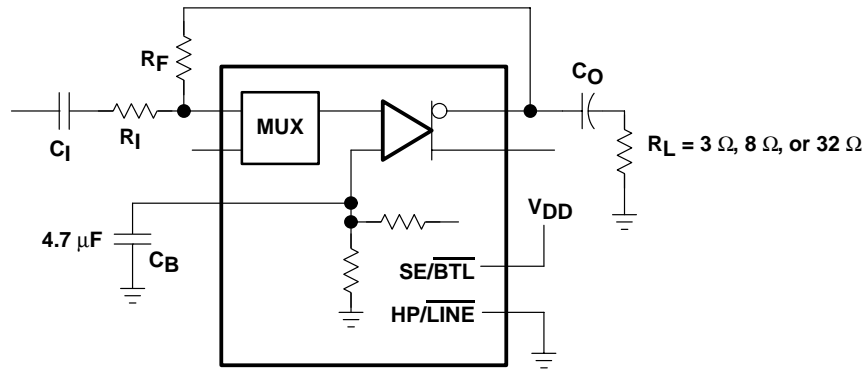 RF
CO
MUX
CI
RI
RL = 3 Ω, 8 Ω, or 32 Ω
VDD
4.7 μF
CB
SE/BTL
HP/LINE